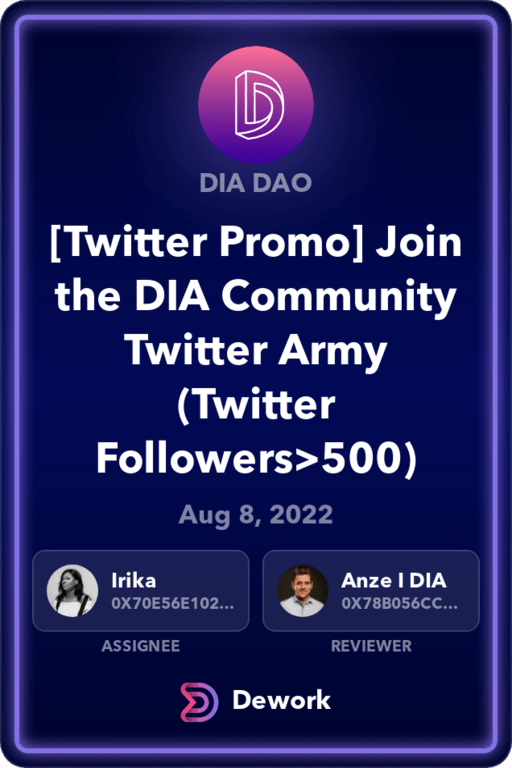 DIA DAO
[Twitter Promo] Join
the DIA Community
Twitter Army
(Twitter
Followers>500)
Aug 8, 2022
Irika
0X70E56E102...
Anze I DIA
0X78B056CC...
ASSIGNEE
REVIEWER
Dework